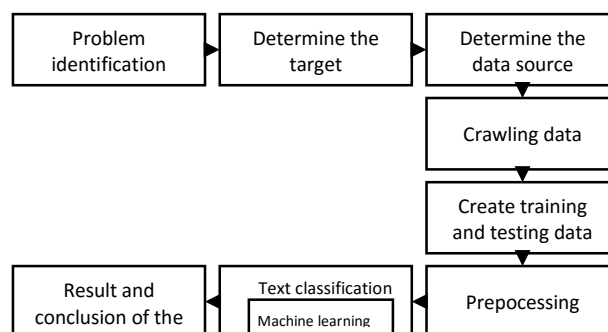 Problem
identification
Determine the
target
Determine the
data source
Crawling data
Create training
and testing data
Prepocessing
Text classification
Machine learning
Result and
conclusion of the